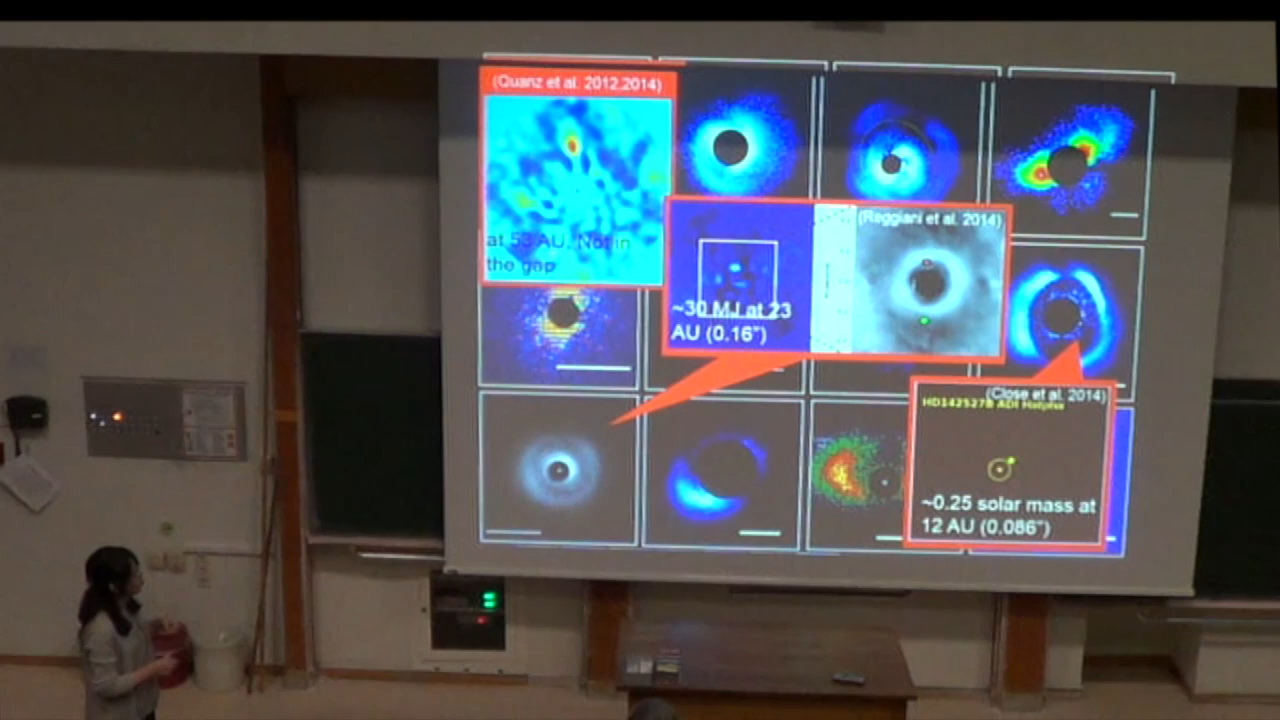 (Quanz et al. 2012,2014)
at 53 AU. Not in
the gap
(Reggiani et al. 2014)
~30 MJ at 23
AU (0.16")
(Close et al. 2014)
HD142527B ADI Halpha
~0.25 solar mass at
12 AU (0.086")